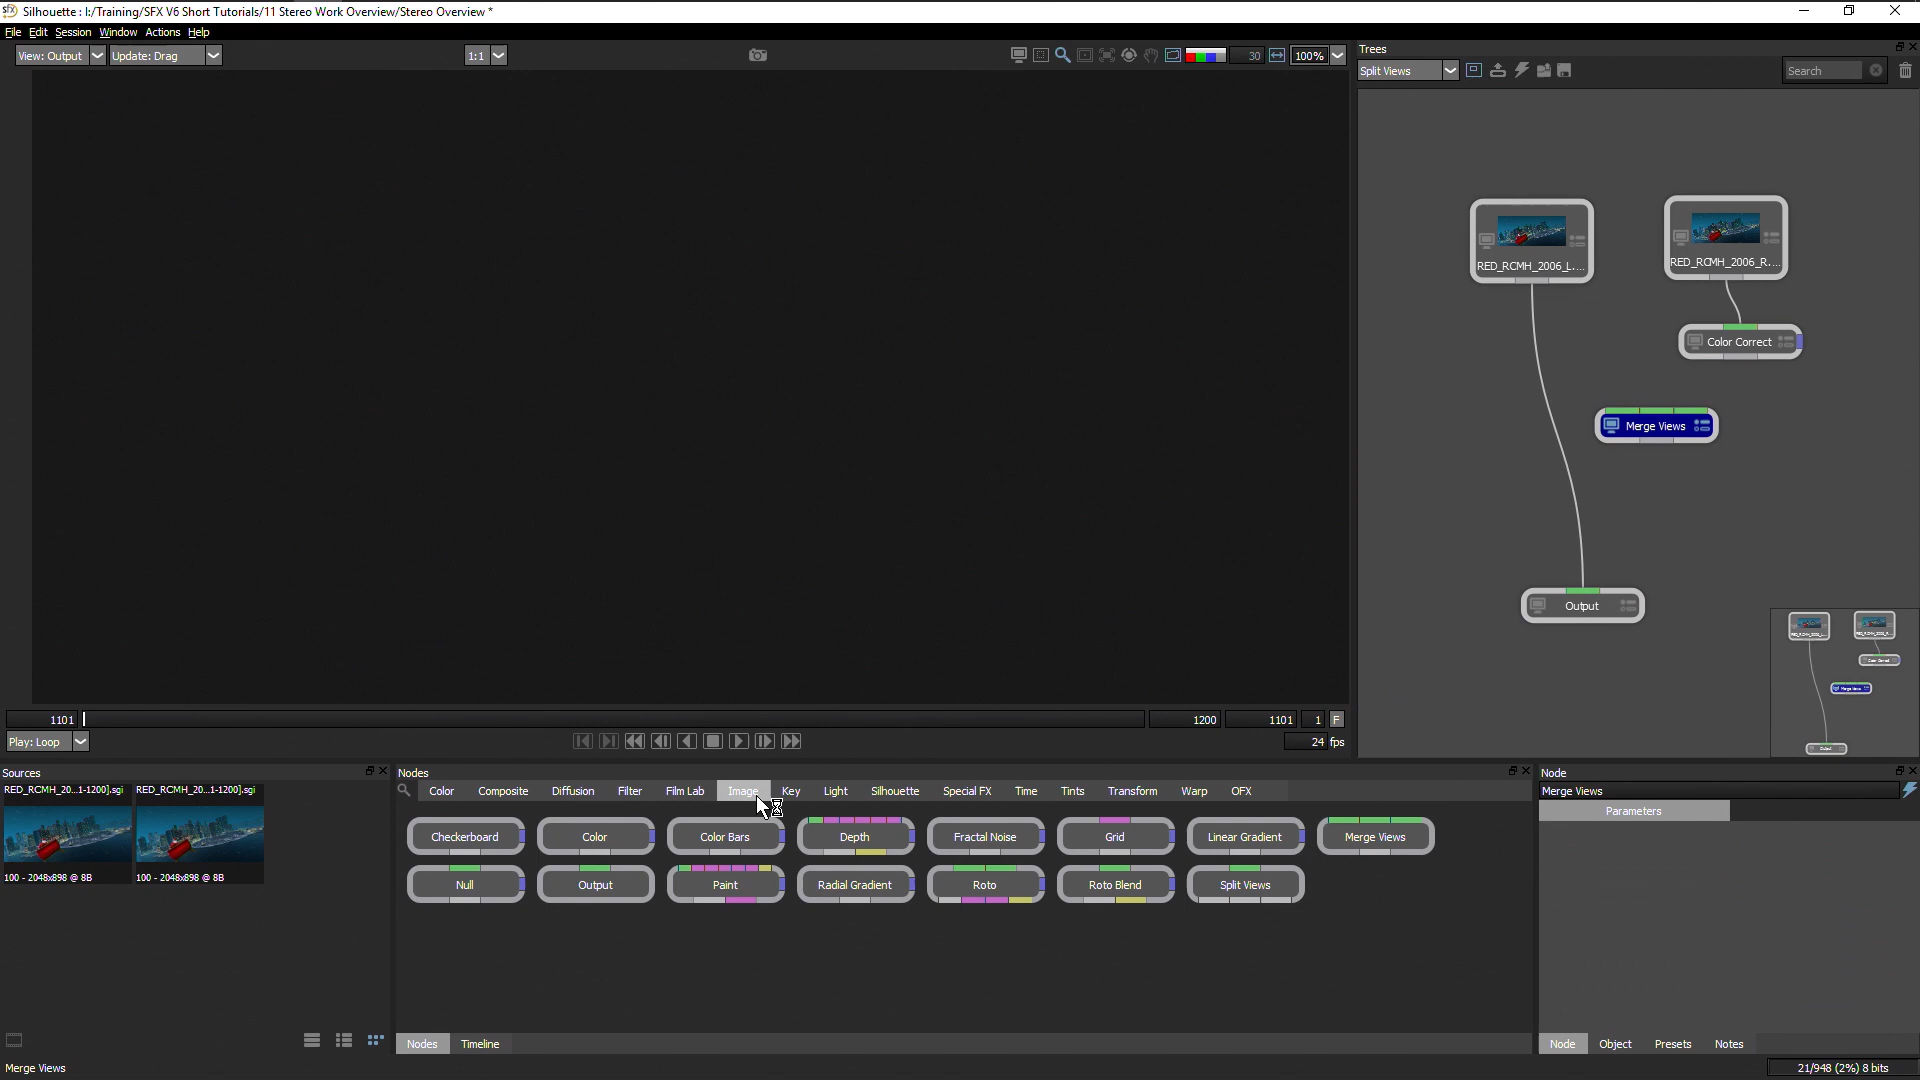 Silhouette : I:/Training/SFX V6 Short Tutorials/11 Stereo Work Overview/Stereo Overview *
File Edit Session Window Actions Help
View: Output Update: Drag 1:1 30 100%
Trees
Split Views Search
RED_RCMH_2006_L.... RED_RCMH_2006_R....
Color Correct
Merge Views
Output
1101 1200 1101 1 F
Play: Loop 24 fps
Sources
RED_RCMH_20...1-1200].sgi RED_RCMH_20...1-1200].sgi
100 - 2048x898 @ 8B 100 - 2048x898 @ 8B
Nodes
Color Composite Diffusion Filter Film Lab Image Key Light Silhouette Special FX Time Tints Transform Warp OFX
Checkerboard Color Color Bars Depth Fractal Noise Grid Linear Gradient Merge Views
Null Output Paint Radial Gradient Roto Roto Blend Split Views
Nodes Timeline
Node
Merge Views
Parameters
Node Object Presets Notes
Merge Views
21/948 (2%) 8 bits